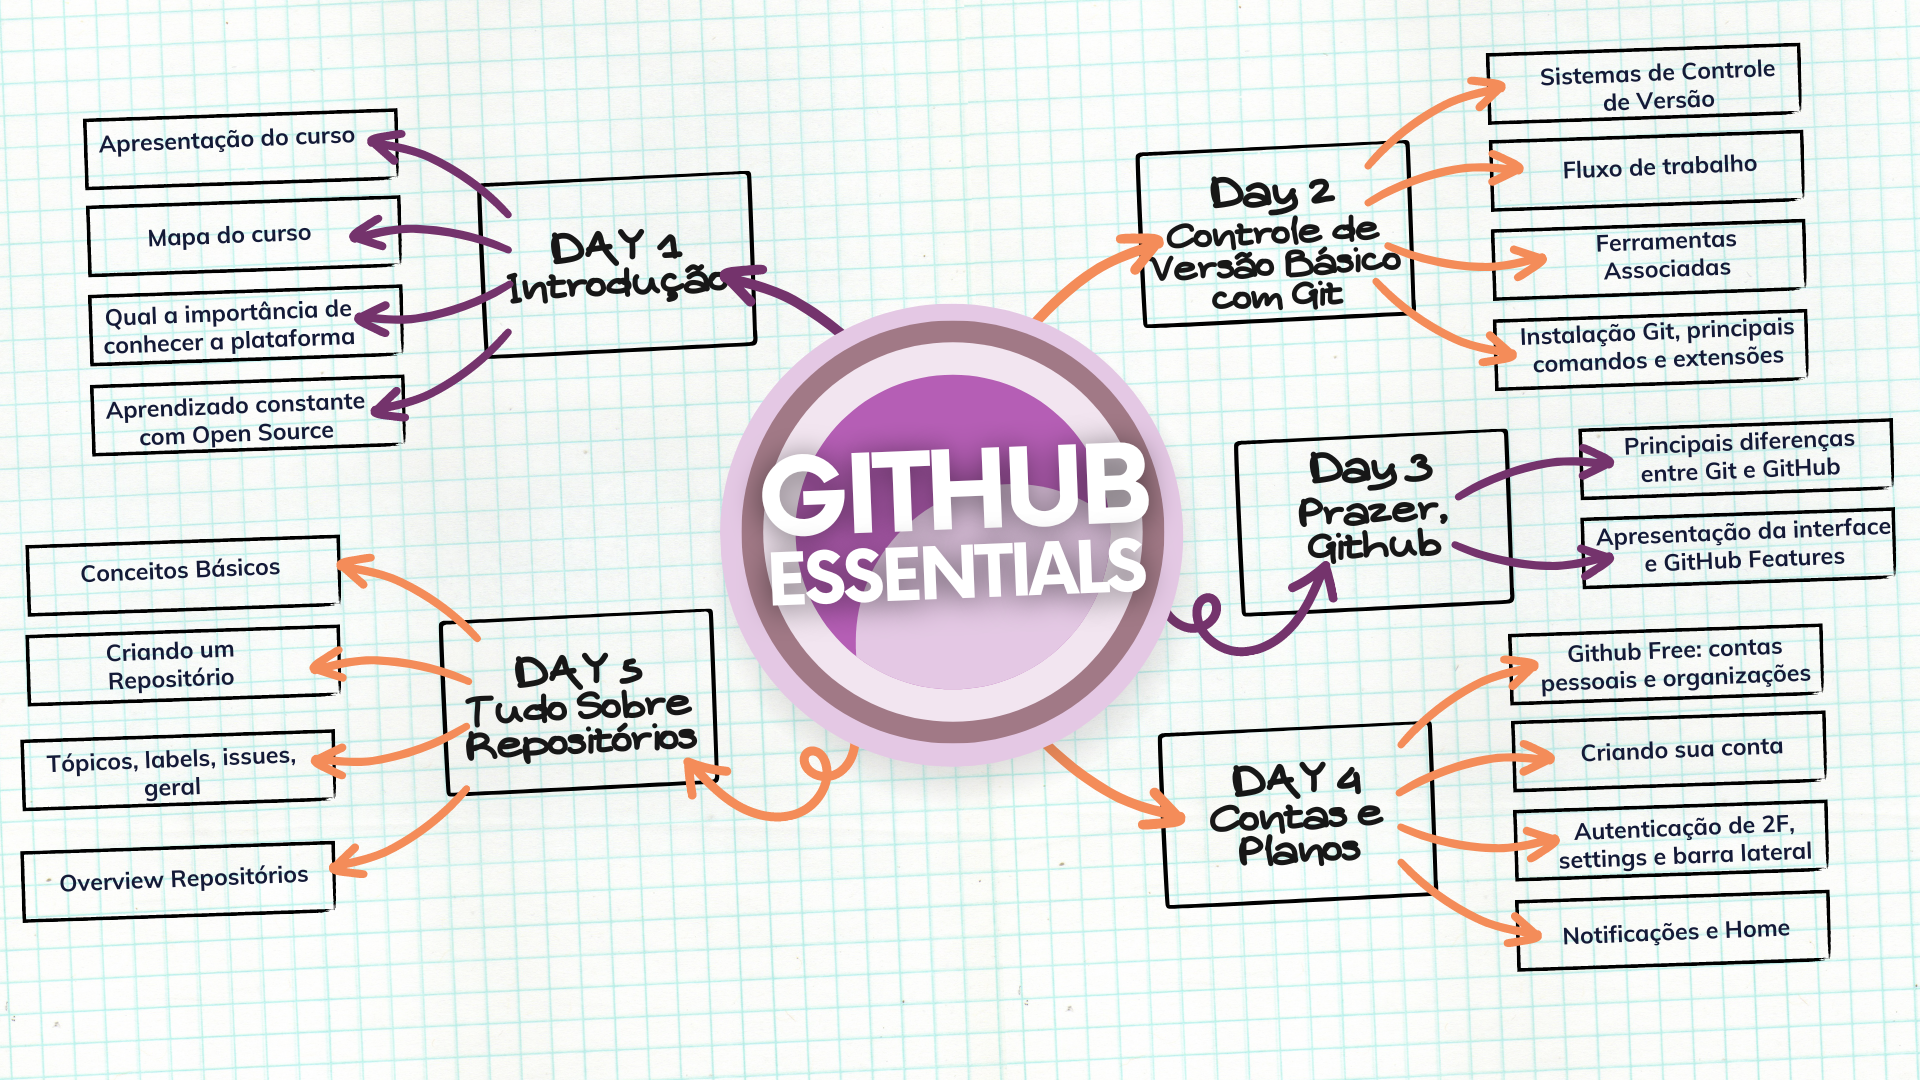 GITHUB
ESSENTIALS
DAY 1
Introdução
Apresentação do curso
Mapa do curso
Qual a importância de
conhecer a plataforma
Aprendizado constante
com Open Source
Day 2
Controle de
Versão Básico
com Git
Sistemas de Controle
de Versão
Fluxo de trabalho
Ferramentas
Associadas
Instalação Git, principais
comandos e extensões
Day 3
Prazer,
Github
Principais diferenças
entre Git e GitHub
Apresentação da interface
e GitHub Features
DAY 4
Contas e
Planos
Github Free: contas
pessoais e organizações
Criando sua conta
Autenticação de 2F,
settings e barra lateral
Notificações e Home
DAY 5
Tudo Sobre
Repositórios
Conceitos Básicos
Criando um
Repositório
Tópicos, labels, issues,
geral
Overview Repositórios